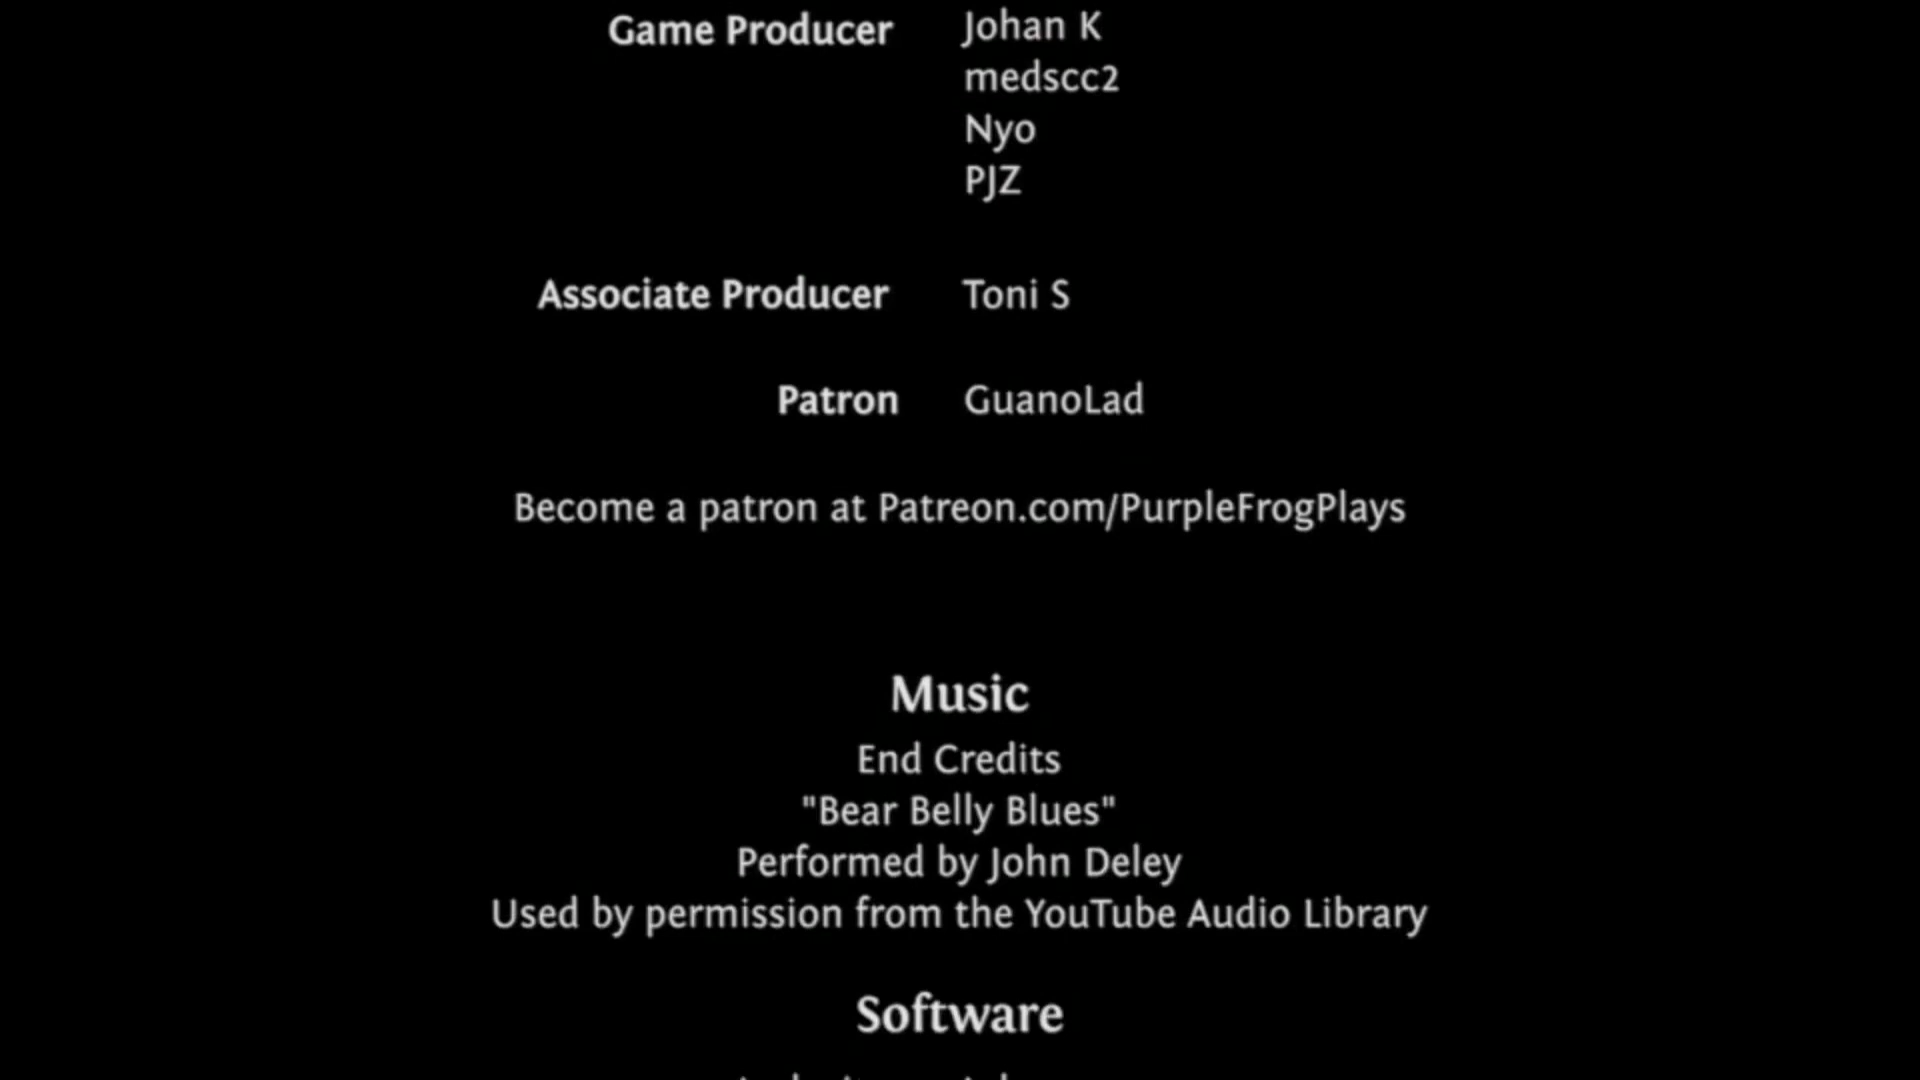 Game Producer Johan K
medscc2
Nyo
PJZ
Associate Producer Toni S
Patron GuanoLad
Become a patron at Patreon.com/PurpleFrogPlays
Music
End Credits
"Bear Belly Blues"
Performed by John Deley
Used by permission from the YouTube Audio Library
Software